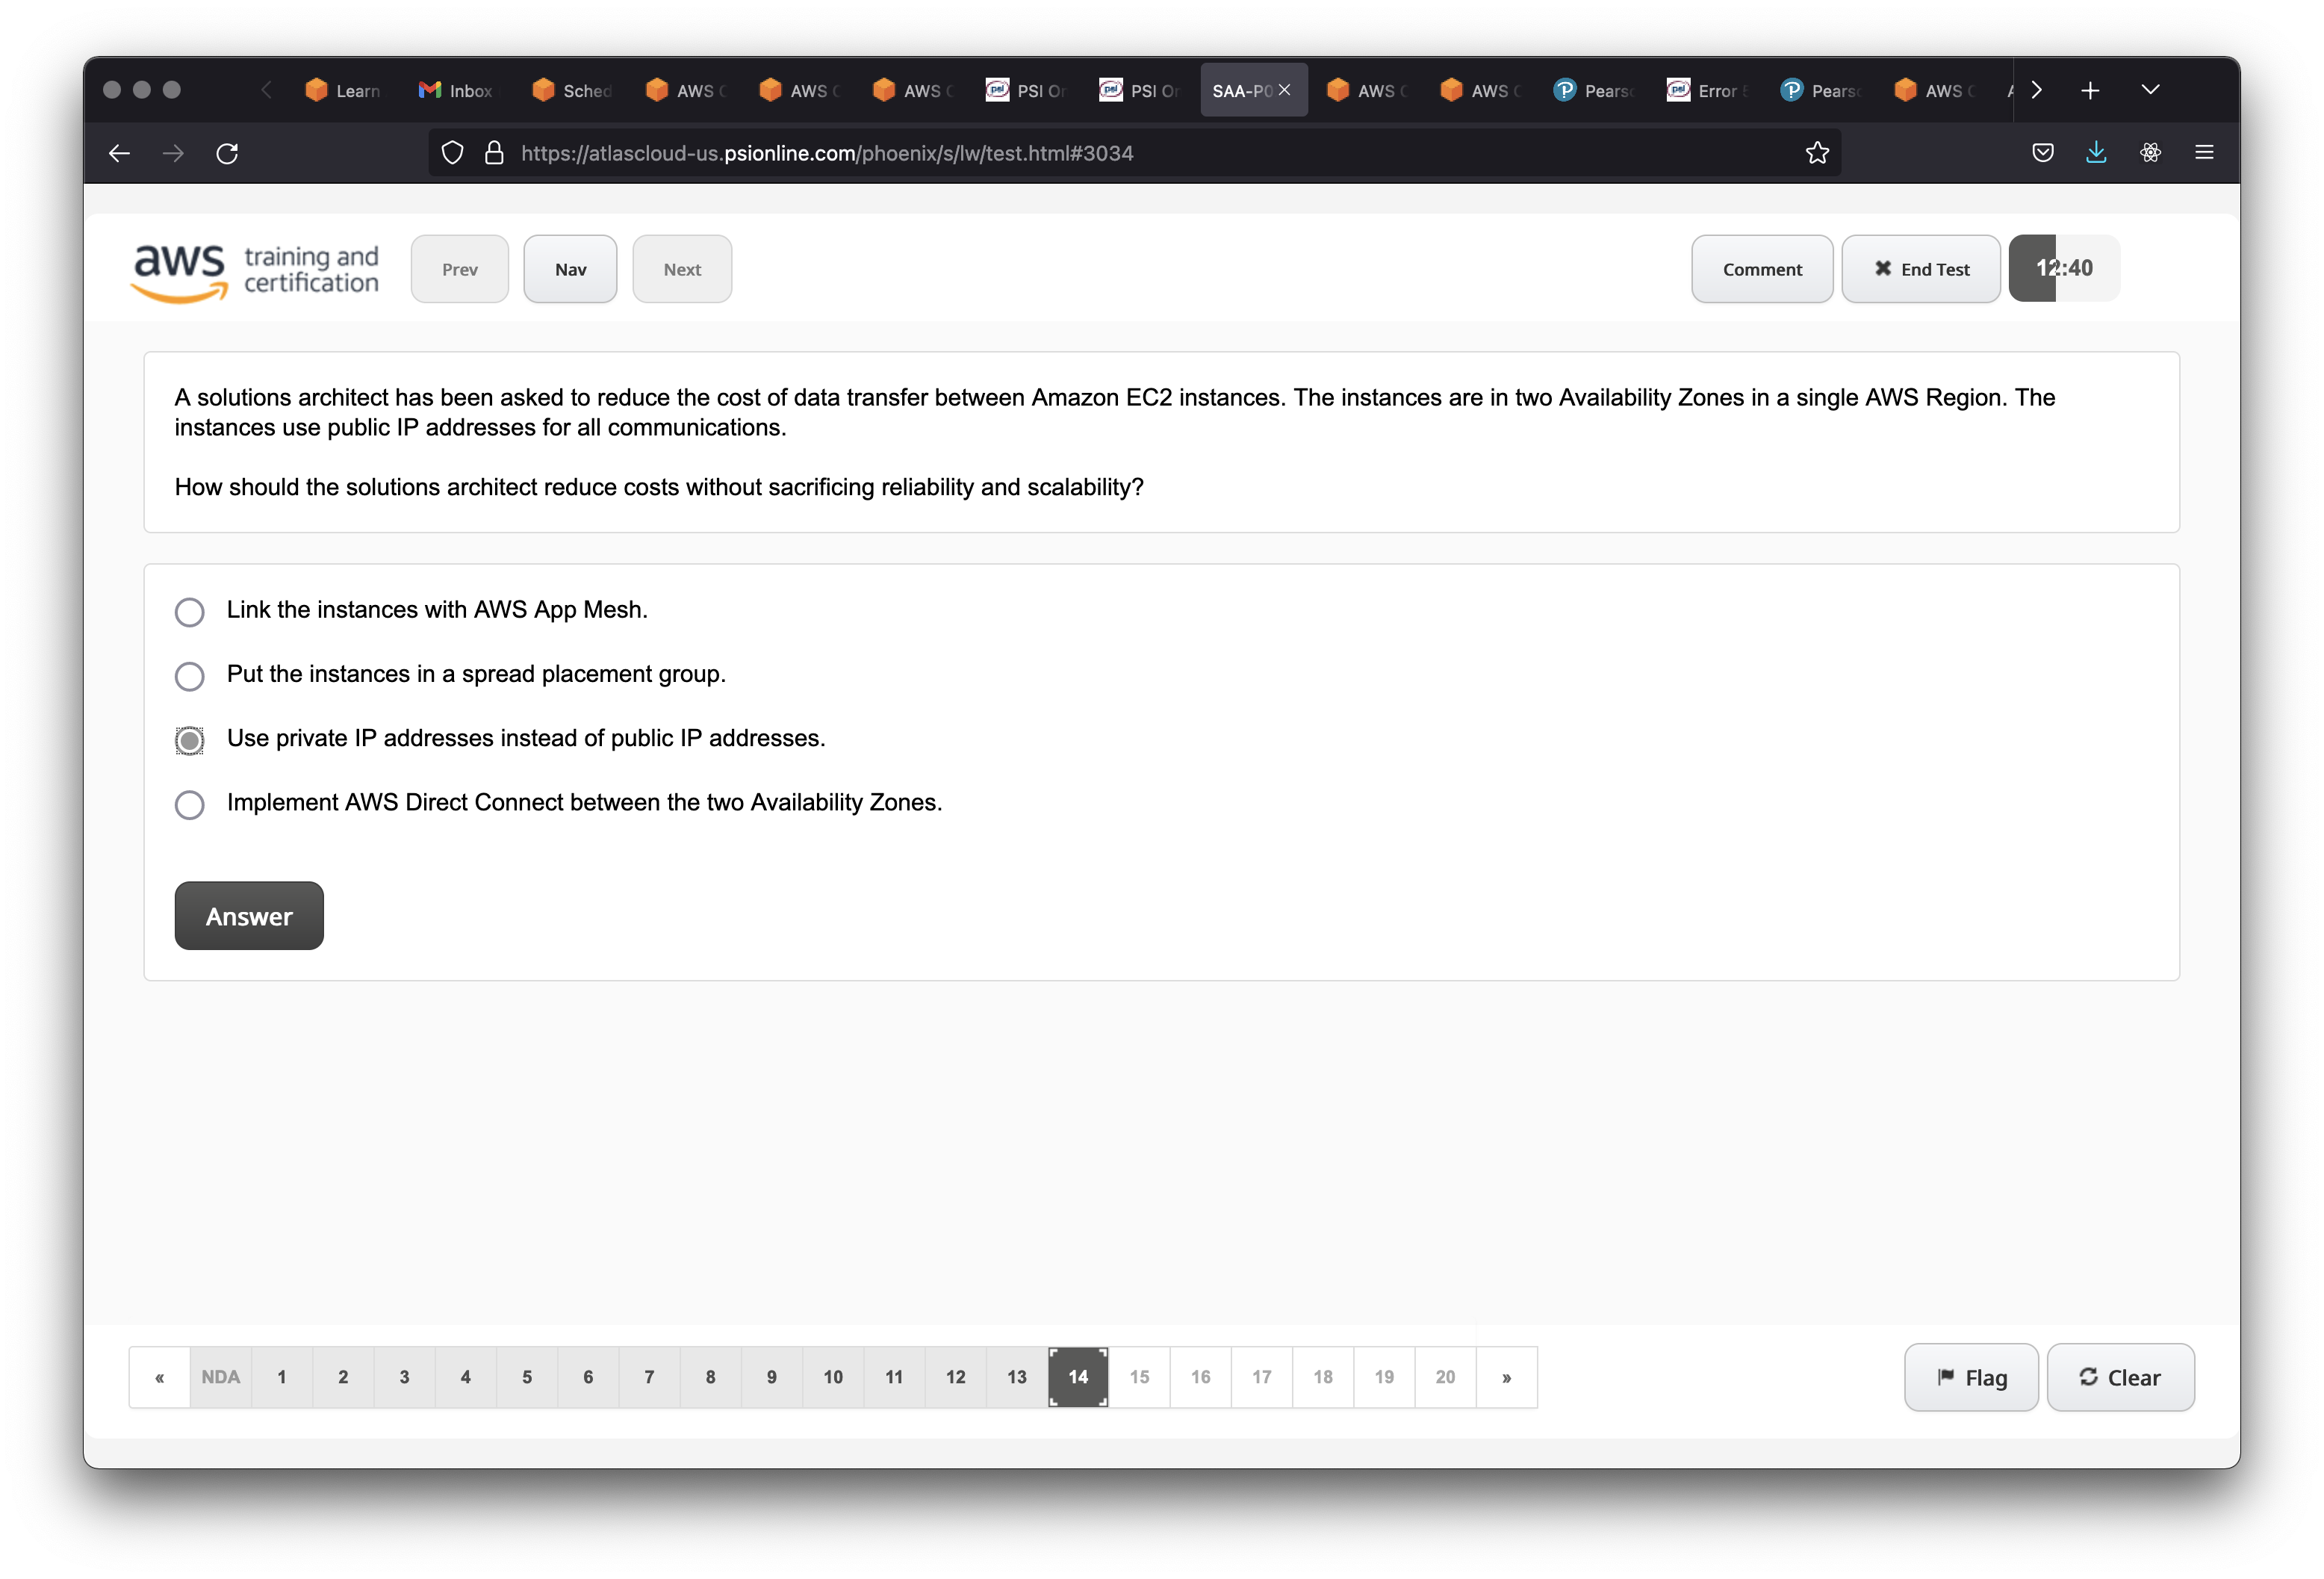 Learn
Inbox
Sched
AWS C
AWS C
AWS C
PSI On
PSI On
SAA-P0
AWS C
AWS C
Pears
Error
Pears
AWS C
https://atlascloud-us.psionline.com/phoenix/s/lw/test.html#3034
aws training and certification
Prev
Nav
Next
Comment
End Test
12:40
A solutions architect has been asked to reduce the cost of data transfer between Amazon EC2 instances. The instances are in two Availability Zones in a single AWS Region. The
instances use public IP addresses for all communications.
How should the solutions architect reduce costs without sacrificing reliability and scalability?
Link the instances with AWS App Mesh.
Put the instances in a spread placement group.
Use private IP addresses instead of public IP addresses.
Implement AWS Direct Connect between the two Availability Zones.
Answer
« NDA 1 2 3 4 5 6 7 8 9 10 11 12 13 14 15 16 17 18 19 20 »
Flag
Clear